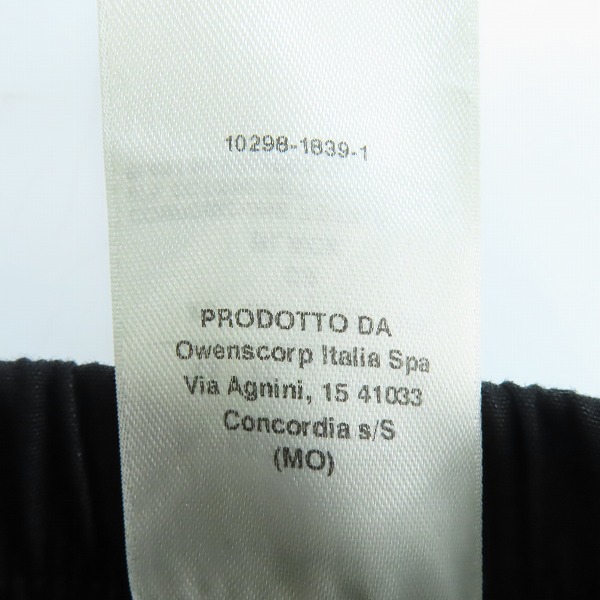 10298-1839-1
PRODOTTO DA
Owenscorp Italia Spa
Via Agnini, 15 41033
Concordia s/S
(MO)